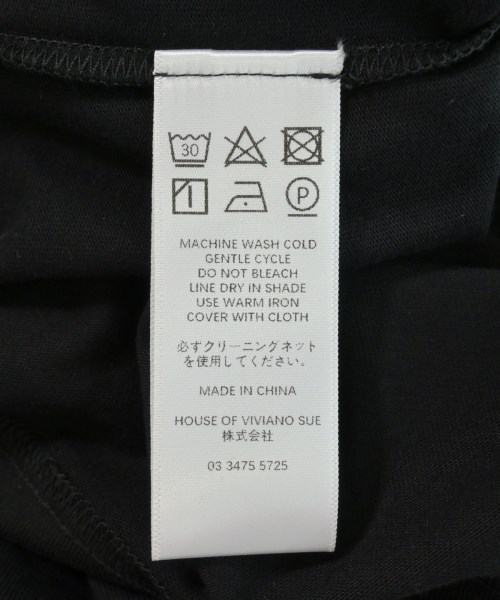 30
P
MACHINE WASH COLD
GENTLE CYCLE
DO NOT BLEACH
LINE DRY IN SHADE
USE WARM IRON
COVER WITH CLOTH
必ずクリーニングネット
を使用してください。
MADE IN CHINA
HOUSE OF VIVIANO SUE
株式会社
03 3475 5725